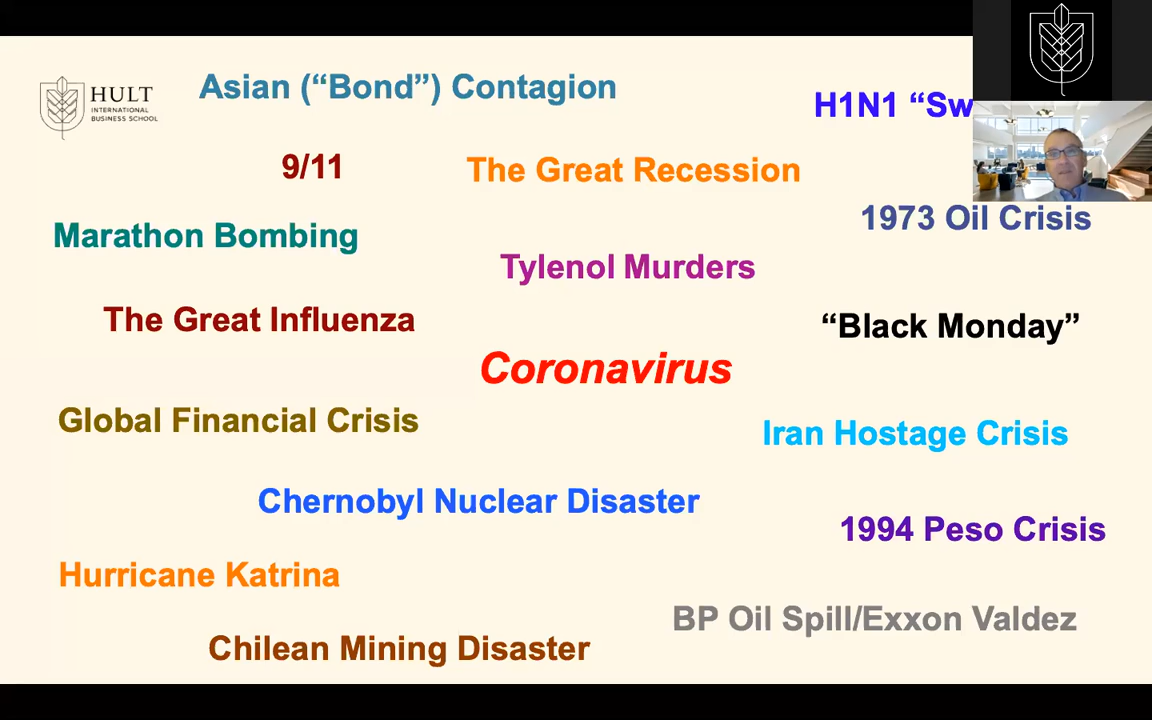 HULT
INTERNATIONAL
BUSINESS SCHOOL
Asian (“Bond”) Contagion
H1N1 “Sw
9/11
The Great Recession
1973 Oil Crisis
Marathon Bombing
Tylenol Murders
The Great Influenza
“Black Monday”
Coronavirus
Global Financial Crisis
Iran Hostage Crisis
Chernobyl Nuclear Disaster
1994 Peso Crisis
Hurricane Katrina
BP Oil Spill/Exxon Valdez
Chilean Mining Disaster